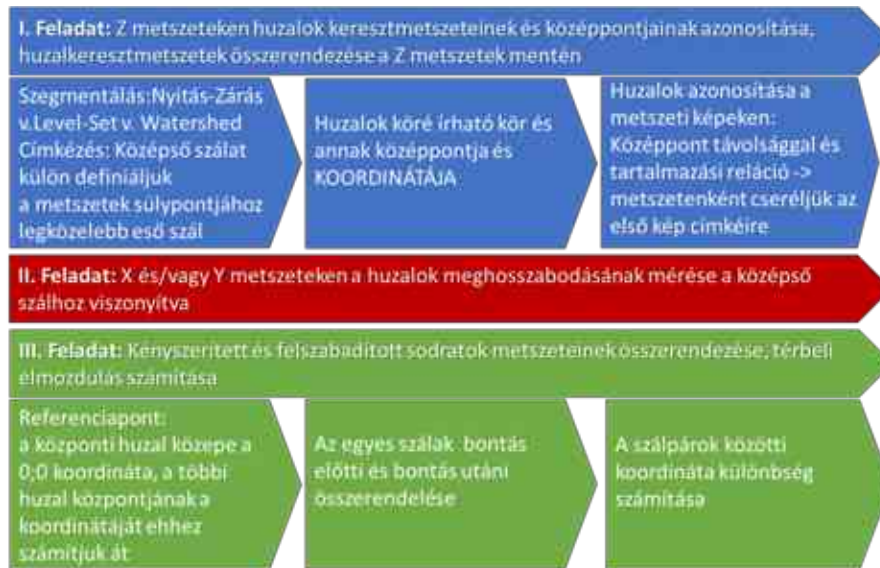 I. Feladat: Z metszeteken huzalok keresztmetszeteinek és középpontjainak azonosítása,
huzalkeresztmetszetek összerendezése a Z metszetek mentén
Szegmentálás:Nyitás-Zárás
v.Level-Set v. Watershed
Címkézés: Középső szálat
külön definiáljuk
a metszetek súlypontjához
legközelebb eső szál
Huzalok köré írható kör és
annak középpontja és
KOORDINÁTÁJA
Huzalok azonosítása a
metszeti képeken:
Középpont távolsággal és
tartalmazási reláció ->
metszetenként cseréljük az
első kép címkéire
II. Feladat: X és/vagy Y metszeteken a huzalok meghosszabodásának mérése a középső
szálhoz viszonyítva
III. Feladat: Kényszerített és felszabadított sodratok metszeteinek összerendezése, térbeli
elmozdulás számítása
Referenciapont:
a központi huzal közepe a
0;0 koordináta, a többi
huzal központjának a
koordinátáját ehhez
számítjuk át
Az egyes szálak bontás
előtti és bontás utáni
összerendelése
A szálpárok közötti
koordináta különbség
számítása